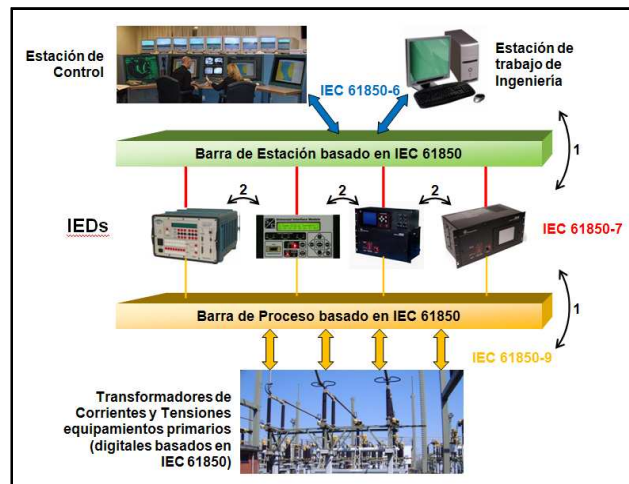 Estación de
Control
Estación de
trabajo de
Ingeniería
IEC 61850-6
Barra de Estación basado en IEC 61850
1
2
2
2
IEDs
IEC 61850-7
Barra de Proceso basado en IEC 61850
1
IEC 61850-9
Transformadores de
Corrientes y Tensiones
equipamientos primarios
(digitales basados en
IEC 61850)